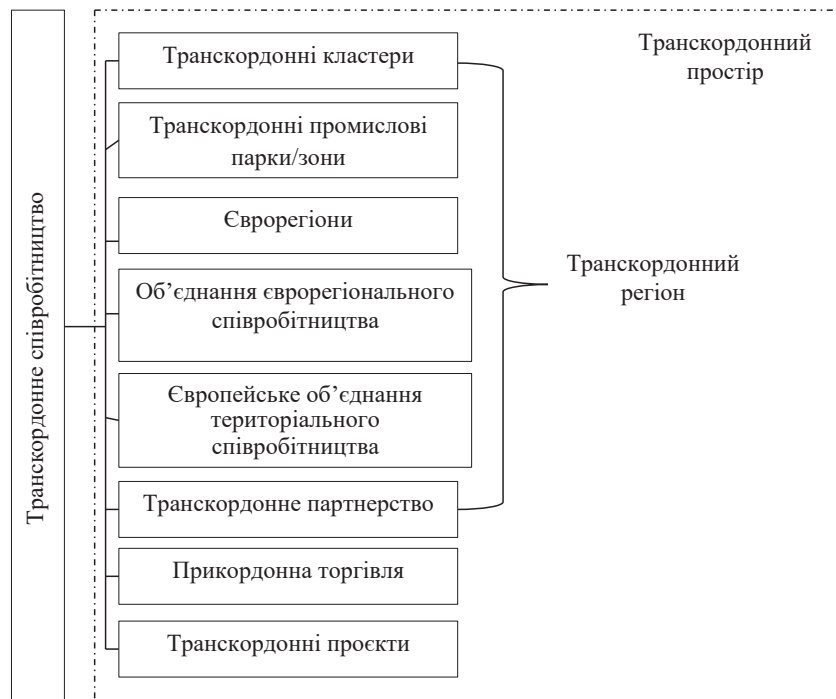 Транскордонне співробітництво
Транскордонні кластери
Транскордонні промислові
парки/зони
Єврорегіони
Об’єднання єврорегіонального
співробітництва
Європейське об’єднання
територіального
співробітництва
Транскордонне партнерство
Прикордонна торгівля
Транскордонні проєкти
Транскордонний
регіон
Транскордонний
простір